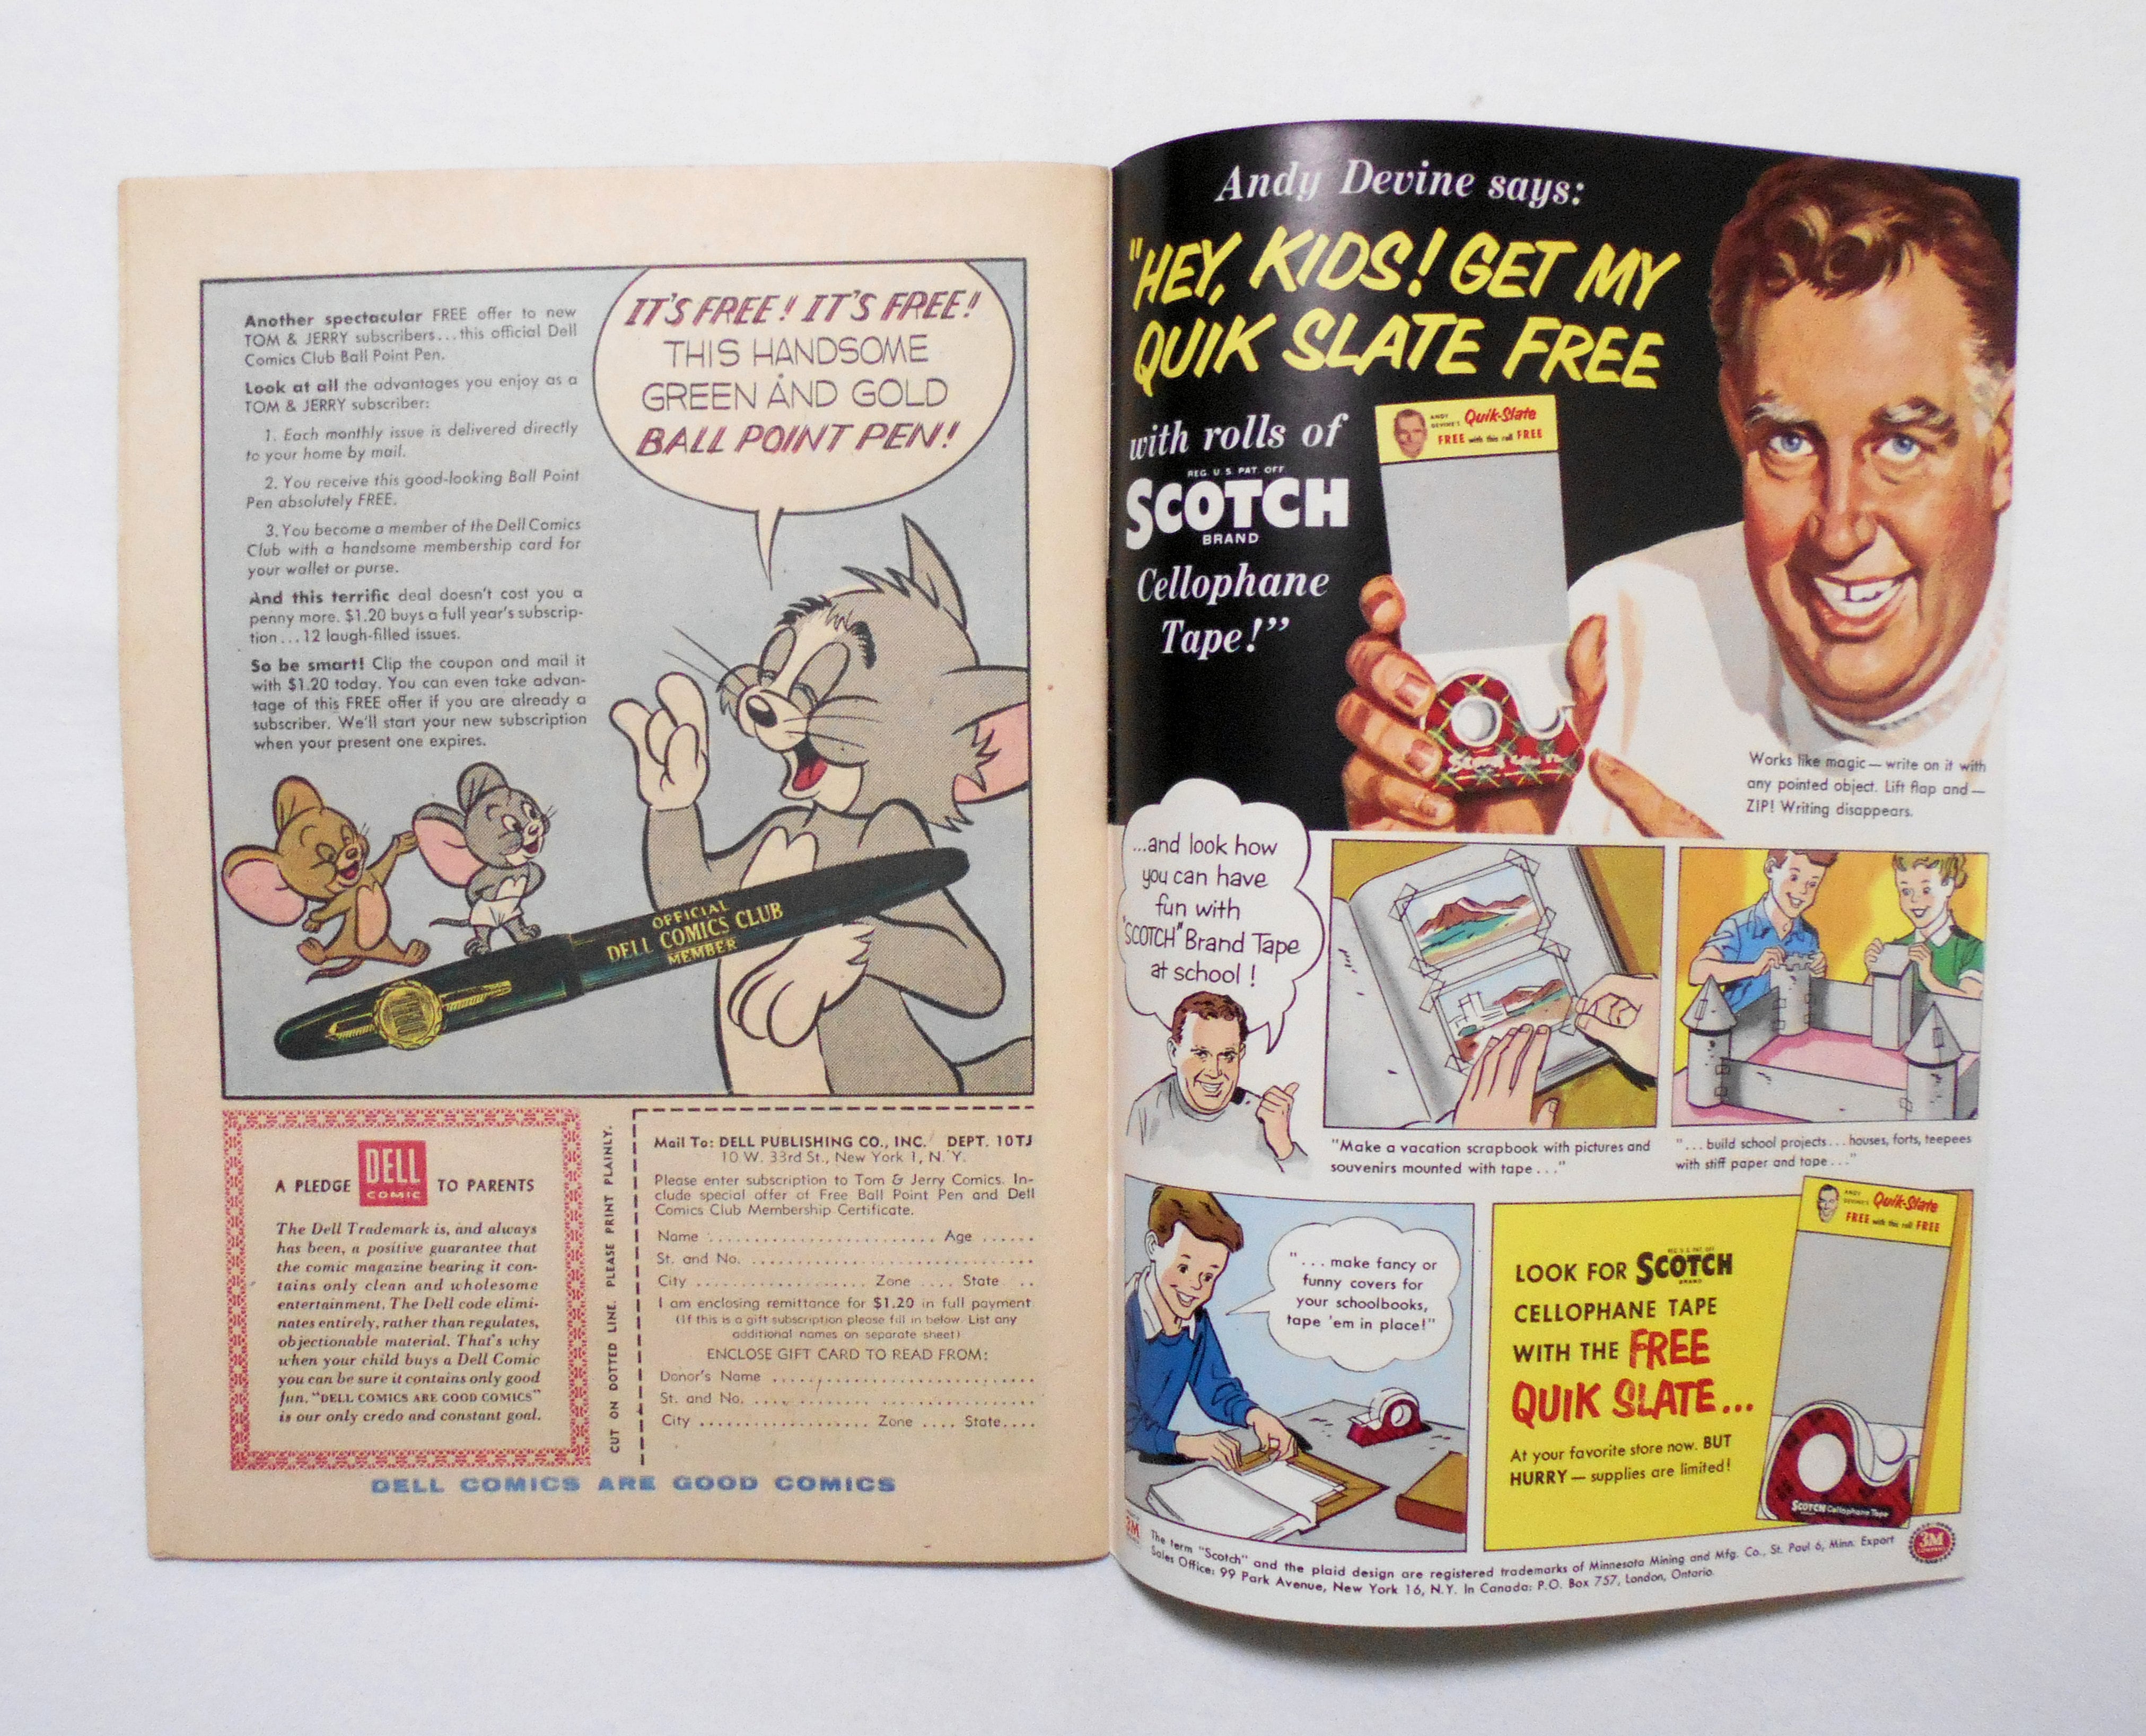 Another spectacular FREE offer to new
TOM & JERRY subscribers...this official Dell
Comics Club Ball Point Pen.
Look at all the advantages you enjoy as a
TOM & JERRY subscriber:
1. Each monthly issue is delivered directly
to your home by mail.
2. You receive this good-looking Ball Point
Pen absolutely FREE.
3. You become a member of the Dell Comics
Club with a handsome membership card for
your wallet or purse.
And this terrific deal doesn't cost you a
penny more. $1.20 buys a full year's subscrip-
tion...12 laugh-filled issues.
So be smart! Clip the coupon and mail it
with $1.20 today. You can even take advan-
tage of this FREE offer if you are already a
subscriber. We'll start your new subscription
when your present one expires.
IT'S FREE! IT'S FREE!
THIS HANDSOME
GREEN AND GOLD
BALL POINT PEN!
OFFICIAL
DELL COMICS CLUB
MEMBER
A PLEDGE DELL COMIC TO PARENTS
The Dell Trademark is, and always
has been, a positive guarantee that
the comic magazine bearing it con-
tains only clean and wholesome
entertainment. The Dell code elimi-
nates entirely, rather than regulates,
objectionable material. That's why
when your child buys a Dell Comic
you can be sure it contains only good
fun. "DELL COMICS ARE GOOD COMICS"
is our only credo and constant goal.
CUT ON DOTTED LINE. PLEASE PRINT PLAINLY.
Mail To: DELL PUBLISHING CO., INC. DEPT. 10TJ
10 W. 33rd St., New York 1, N. Y.
Please enter subscription to Tom & Jerry Comics. In-
clude special offer of Free Ball Point Pen and Dell
Comics Club Membership Certificate.
Name .......................... Age ......
St. and No. ................................
City .................... Zone .... State ..
I am enclosing remittance for $1.20 in full payment
(If this is a gift subscription please fill in below. List any
additional names on separate sheet)
ENCLOSE GIFT CARD TO READ FROM:
Donor's Name ..............................
St. and No. ................................
City .................... Zone .... State....
DELL COMICS ARE GOOD COMICS
Andy Devine says:
"HEY, KIDS! GET MY
QUIK SLATE FREE
with rolls of
REG. U.S. PAT. OFF
SCOTCH
BRAND
Cellophane
Tape!"
ANDY DEVINE'S Quik-Slate
FREE with this roll FREE
Works like magic—write on it with
any pointed object. Lift flap and—
ZIP! Writing disappears.
...and look how
you can have
fun with
"SCOTCH" Brand Tape
at school!
"Make a vacation scrapbook with pictures and
souvenirs mounted with tape..."
"...build school projects...houses, forts, teepees
with stiff paper and tape..."
"...make fancy or
funny covers for
your schoolbooks,
tape 'em in place!"
LOOK FOR SCOTCH
BRAND
CELLOPHANE TAPE
WITH THE FREE
QUIK SLATE...
At your favorite store now. BUT
HURRY—supplies are limited!
ANDY DEVINE'S Quik-Slate
FREE with this roll FREE
SCOTCH Cellophane Tape
3M
The term "Scotch" and the plaid design are registered trademarks of Minnesota Mining and Mfg. Co., St. Paul 6, Minn. Export
Sales Office: 99 Park Avenue, New York 16, N.Y. In Canada: P.O. Box 757, London, Ontario.
3M
COMPANY